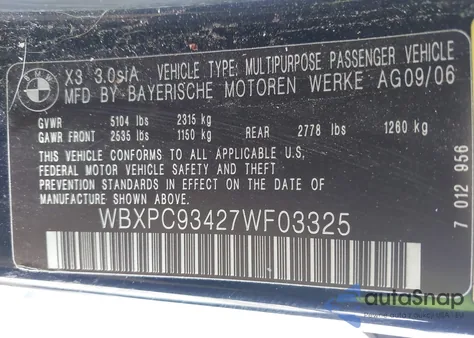 BMW
X3 3.0siA VEHICLE TYPE: MULTIPURPOSE PASSENGER VEHICLE
MFD BY BAYERISCHE MOTOREN WERKE AG09/06
GVWR 5104 lbs 2315 kg
GAWR FRONT 2535 lbs 1150 kg REAR 2778 lbs 1260 kg
THIS VEHICLE CONFORMS TO ALL APPLICABLE U.S.
FEDERAL MOTOR VEHICLE SAFETY AND THEFT
PREVENTION STANDARDS IN EFFECT ON THE DATE OF
MANUFACTURE SHOWN ABOVE.
WBXPC93427WF03325
7 012 956
autoSnap